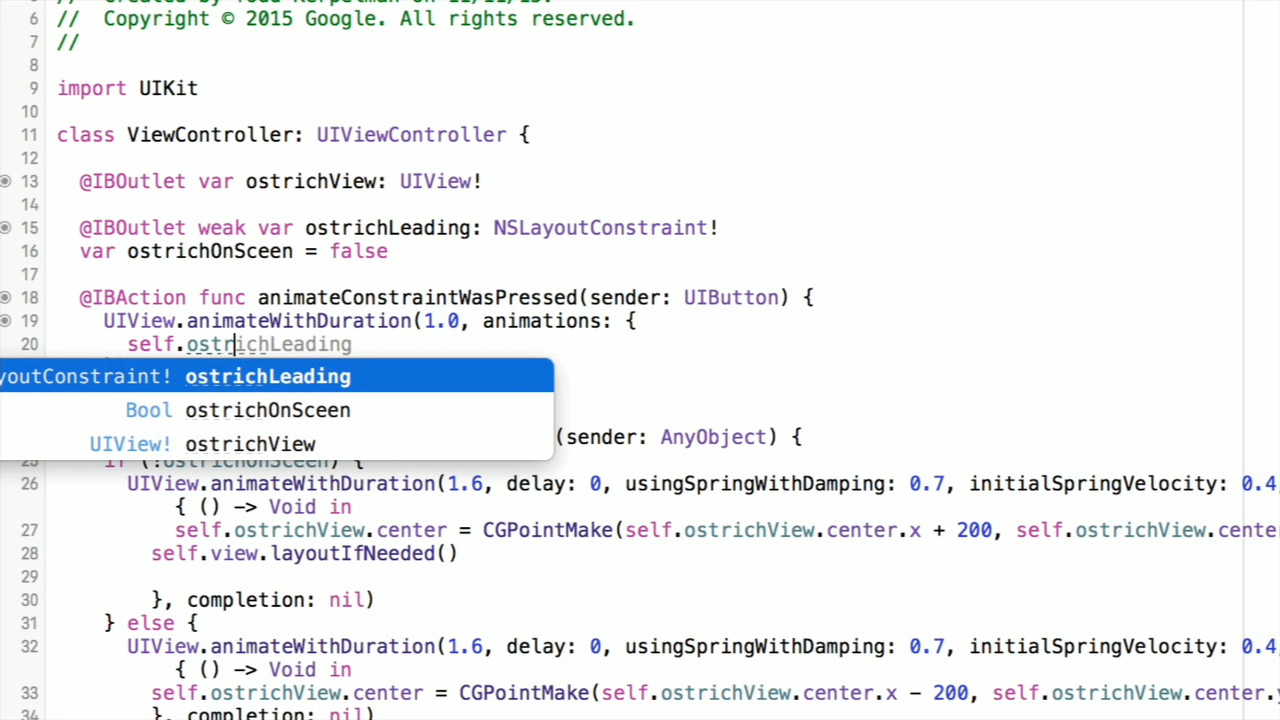 6 // Copyright © 2015 Google. All rights reserved.
7 //
8
9 import UIKit
10
11 class ViewController: UIViewController {
12
13 @IBOutlet var ostrichView: UIView!
14
15 @IBOutlet weak var ostrichLeading: NSLayoutConstraint!
16 var ostrichOnSceen = false
17
18 @IBAction func animateConstraintWasPressed(sender: UIButton) {
19 UIView.animateWithDuration(1.0, animations: {
20 self.ostrichLeading
youtConstraint! ostrichLeading
Bool ostrichOnSceen
UIView! ostrichView
(sender: AnyObject) {
if (!ostrichOnSceen) {
26 UIView.animateWithDuration(1.6, delay: 0, usingSpringWithDamping: 0.7, initialSpringVelocity: 0.4,
{ () -> Void in
27 self.ostrichView.center = CGPointMake(self.ostrichView.center.x + 200, self.ostrichView.center
28 self.view.layoutIfNeeded()
29
30 }, completion: nil)
31 } else {
32 UIView.animateWithDuration(1.6, delay: 0, usingSpringWithDamping: 0.7, initialSpringVelocity: 0.4,
{ () -> Void in
33 self.ostrichView.center = CGPointMake(self.ostrichView.center.x - 200, self.ostrichView.center.y
34 }, completion: nil)